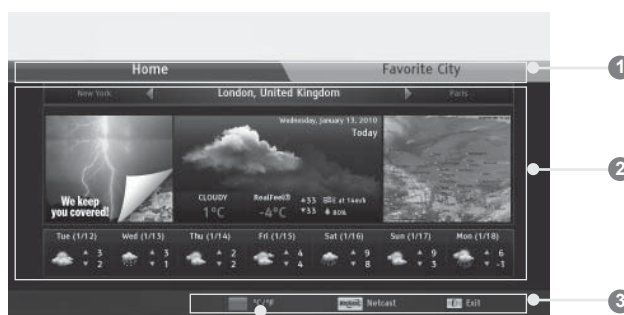 Home
Favorite City
1
New York
London, United Kingdom
Paris
2
Wednesday, January 13, 2010
Today
We keep
you covered!
CLOUDY
1°C
RealFeel®
-4°C
33
33
80%
Tue (1/12)
3
2
Wed (1/13)
3
1
Thu (1/14)
2
2
Fri (1/15)
4
4
Sat (1/16)
9
8
Sun (1/17)
9
3
Mon (1/18)
6
-1
°C/°F
Netcast
Exit
3